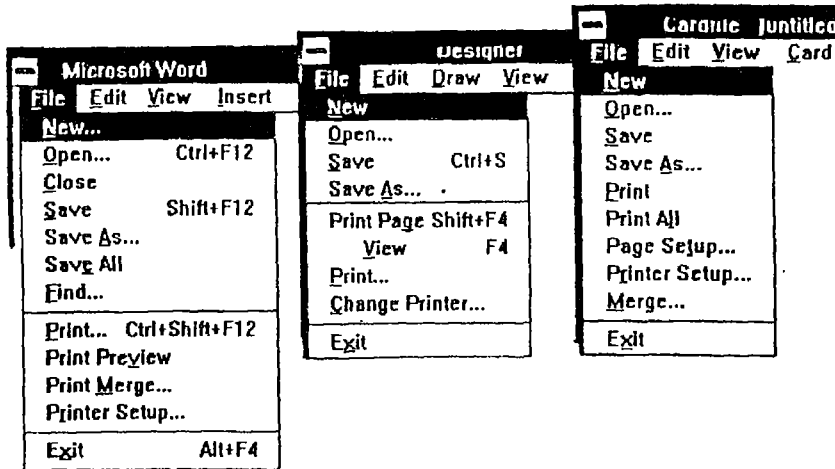 Microsoft Word
File Edit View Insert
New...
Open... Ctrl+F12
Close
Save Shift+F12
Save As...
Save All
Find...
Print... Ctrl+Shift+F12
Print Preview
Print Merge...
Printer Setup...
Exit Alt+F4
Designer
File Edit Draw View
New
Open...
Save Ctrl+S
Save As...
Print Page Shift+F4
View F4
Print...
Change Printer...
Exit
Cardfile (untitled
File Edit View Card
New
Open...
Save
Save As...
Print
Print All
Page Setup...
Printer Setup...
Merge...
Exit